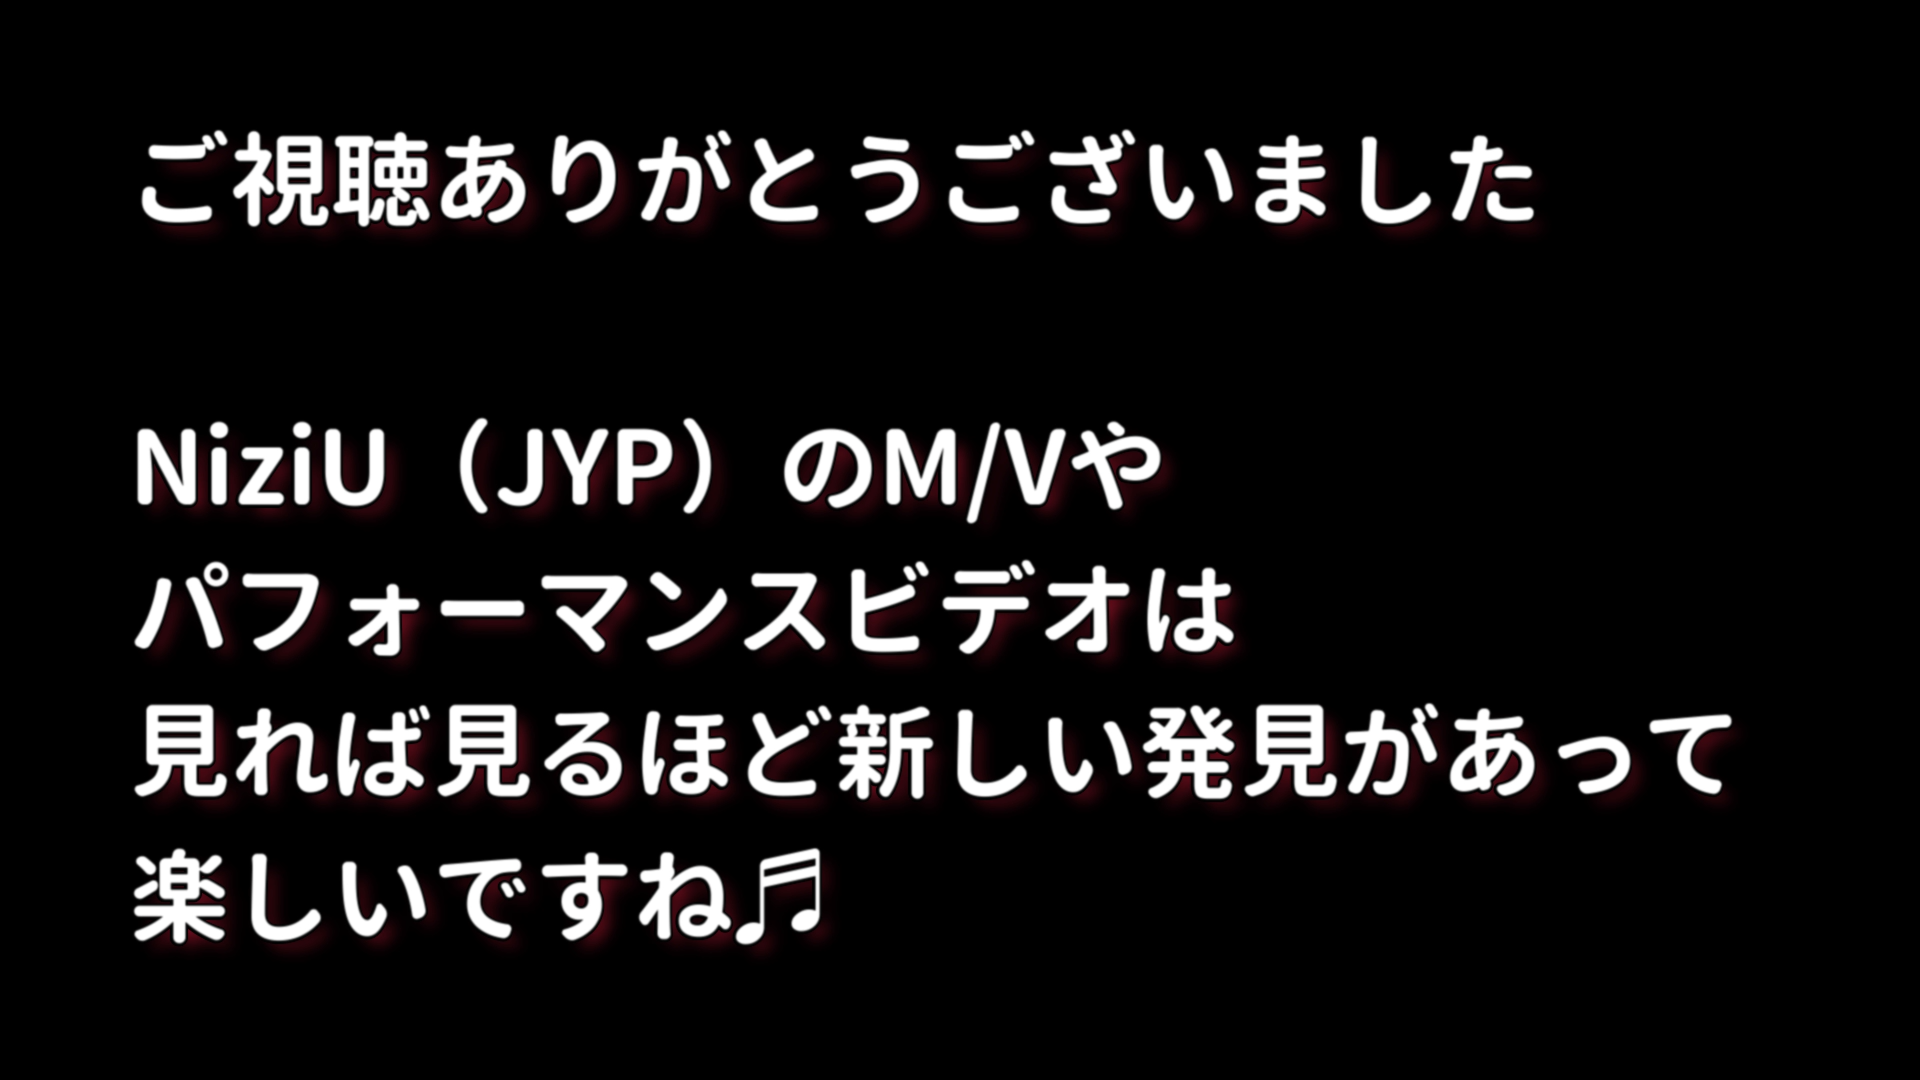 ご視聴ありがとうございました
NiziU（JYP）のM/Vや
パフォーマンスビデオは
見れば見るほど新しい発見があって
楽しいですね♬